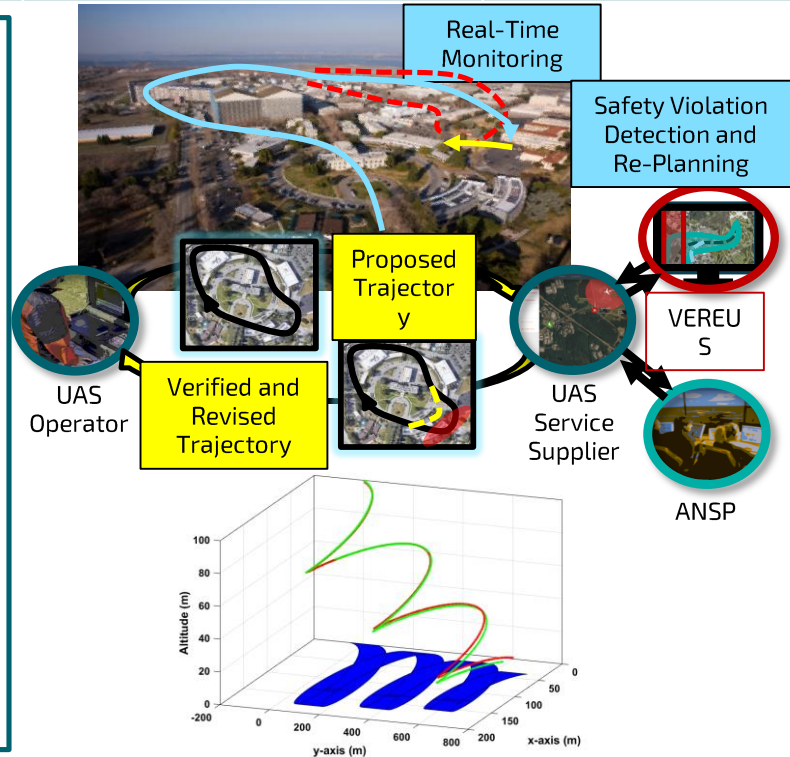 Real-Time
Monitoring
Safety Violation
Detection and
Re-Planning
Proposed
Trajector
y
VEREU
S
UAS
Operator
Verified and
Revised
Trajectory
UAS
Service
Supplier
ANSP
100
80
60
40
20
0
Altitude (m)
-200
0
200
400
600
800
y-axis (m)
0
50
100
150
200
x-axis (m)